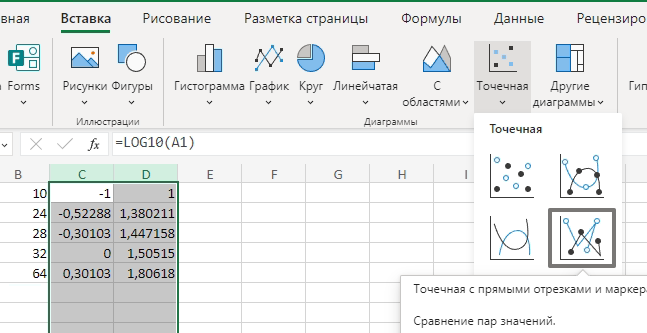 вная Вставка Рисование Разметка страницы Формулы Данные Рецензиро
Forms Рисунки Фигуры Гистограмма График Круг Линейчатая С областями Точечная Другие диаграммы Гип
Иллюстрации Диаграммы
fx =LOG10(A1)
Точечная
B C D E F G H I
10 -1 1
24 -0,52288 1,380211
28 -0,30103 1,447158
32 0 1,50515
64 0,30103 1,80618
Точечная с прямыми отрезками и маркера
Сравнение пар значений.